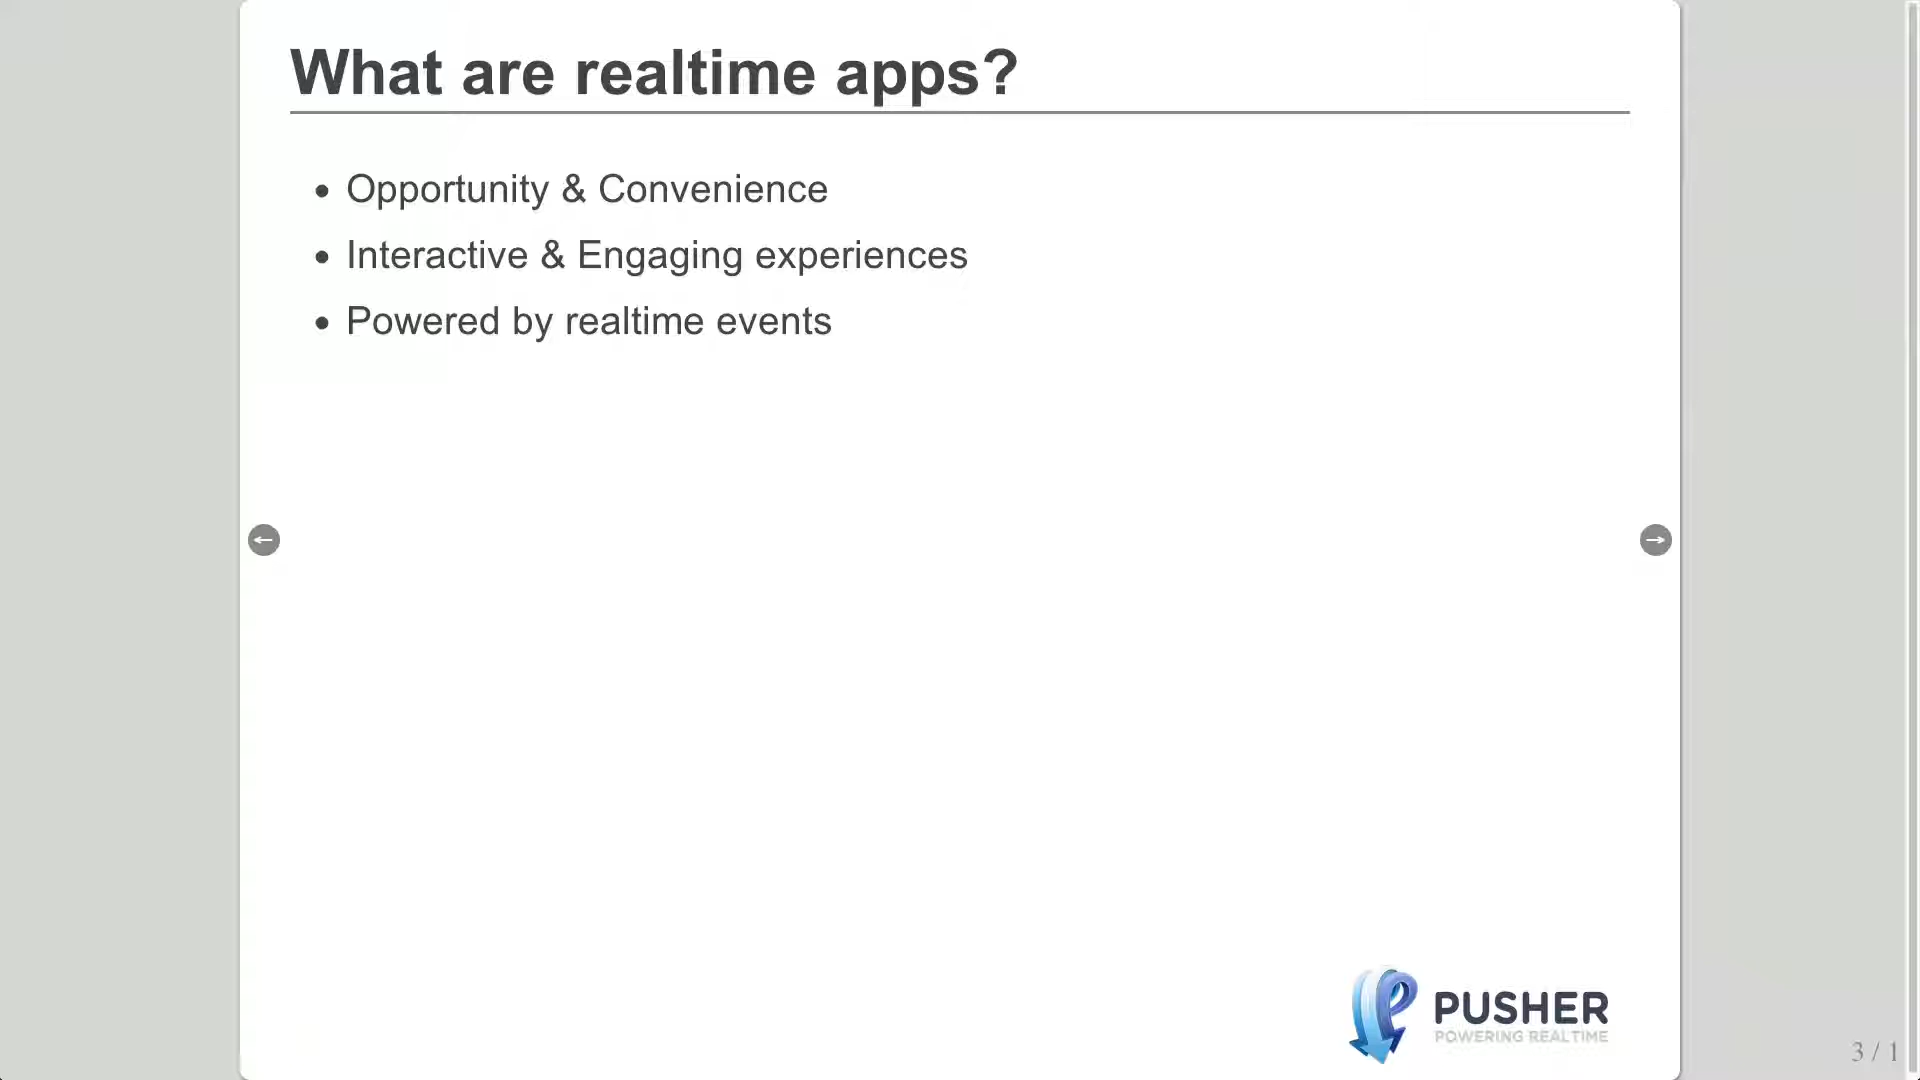 What are realtime apps?
Opportunity & Convenience
Interactive & Engaging experiences
Powered by realtime events
PUSHER
POWERING REALTIME
3 / 1